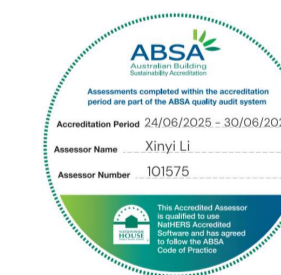 ABSA
Australian Building
Sustainability Accreditation
Assessments completed within the accreditation
period are part of the ABSA quality audit system
Accreditation Period 24/06/2025 - 30/06/202
Assessor Name Xinyi Li
Assessor Number 101575
This Accredited Assessor
is qualified to use
NatHERS Accredited
Software and has agreed
to follow the ABSA
Code of Practice
HOUSE